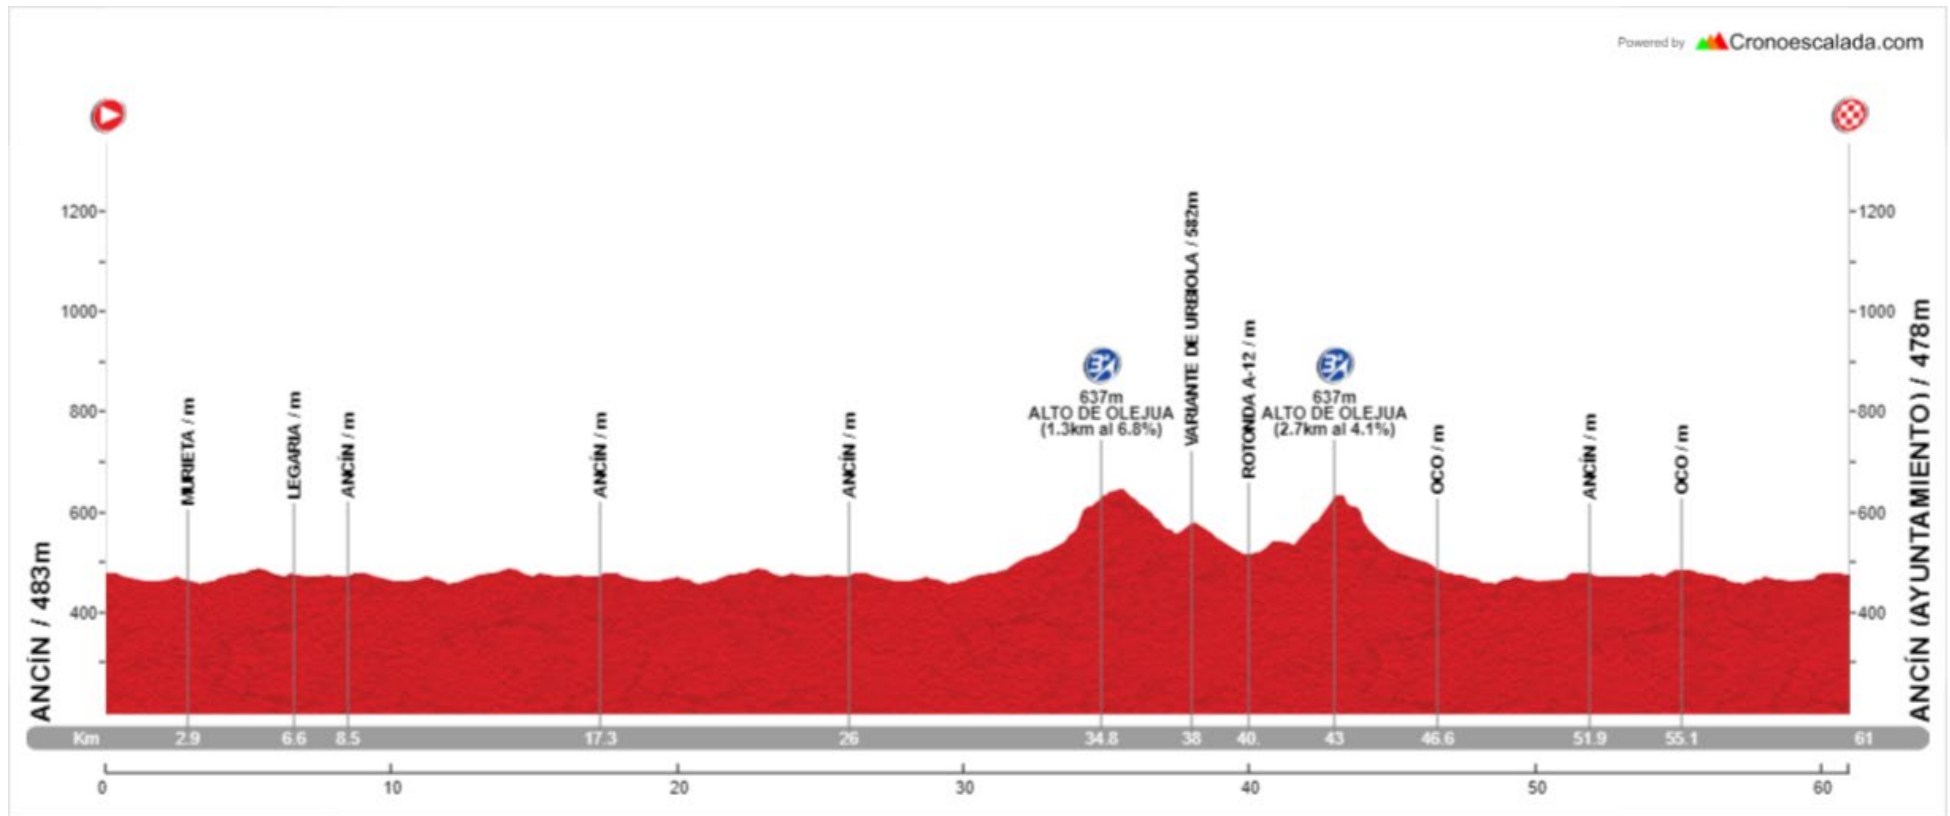 Powered by Cronoescalada.com
1200
1000
800
600
400
1200
1000
800
600
400
ANCÍN / 483m
MURIETA / m
LEGARIA / m
ANCÍN / m
ANCÍN / m
ANCÍN / m
3ª
637m
ALTO DE OLEJUA
(1.3km al 6.8%)
VARIANTE DE URBIOLA / 582m
ROTONDA A-12 / m
3ª
637m
ALTO DE OLEJUA
(2.7km al 4.1%)
OCO / m
ANCÍN / m
OCO / m
ANCÍN (AYUNTAMIENTO) / 478m
Km 2.9 6.6 8.5 17.3 26 34.8 38 40. 43 46.6 51.9 55.1 61
0 10 20 30 40 50 60